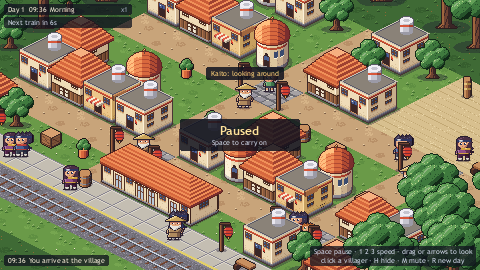 Day 1 09:36 Morning x1
Next train in 6s
Kaito: looking around
Paused
Space to carry on
09:36 You arrive at the village
Space pause · 1 2 3 speed · drag or arrows to look
click a villager · H hide · M mute · R new day